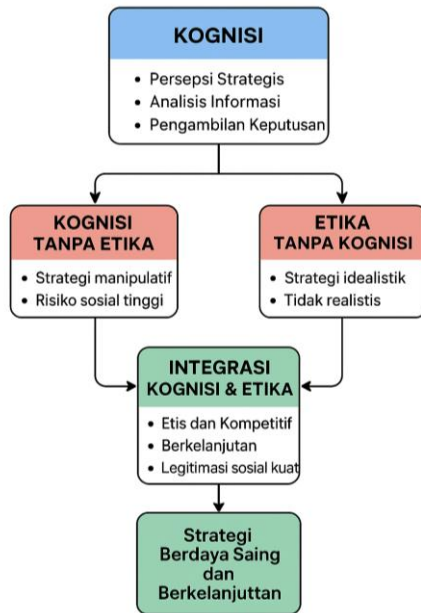 KOGNISI
• Persepsi Strategis
• Analisis Informasi
• Pengambilan Keputusan
KOGNISI
TANPA ETIKA
• Strategi manipulatif
• Risiko sosial tinggi
ETIKA
TANPA KOGNISI
• Strategi idealistik
• Tidak realistis
INTEGRASI
KOGNISI & ETIKA
• Etis dan Kompetitif
• Berkelanjutan
• Legitimasi sosial kuat
Strategi
Berdaya Saing
dan
Berkelanjuttan